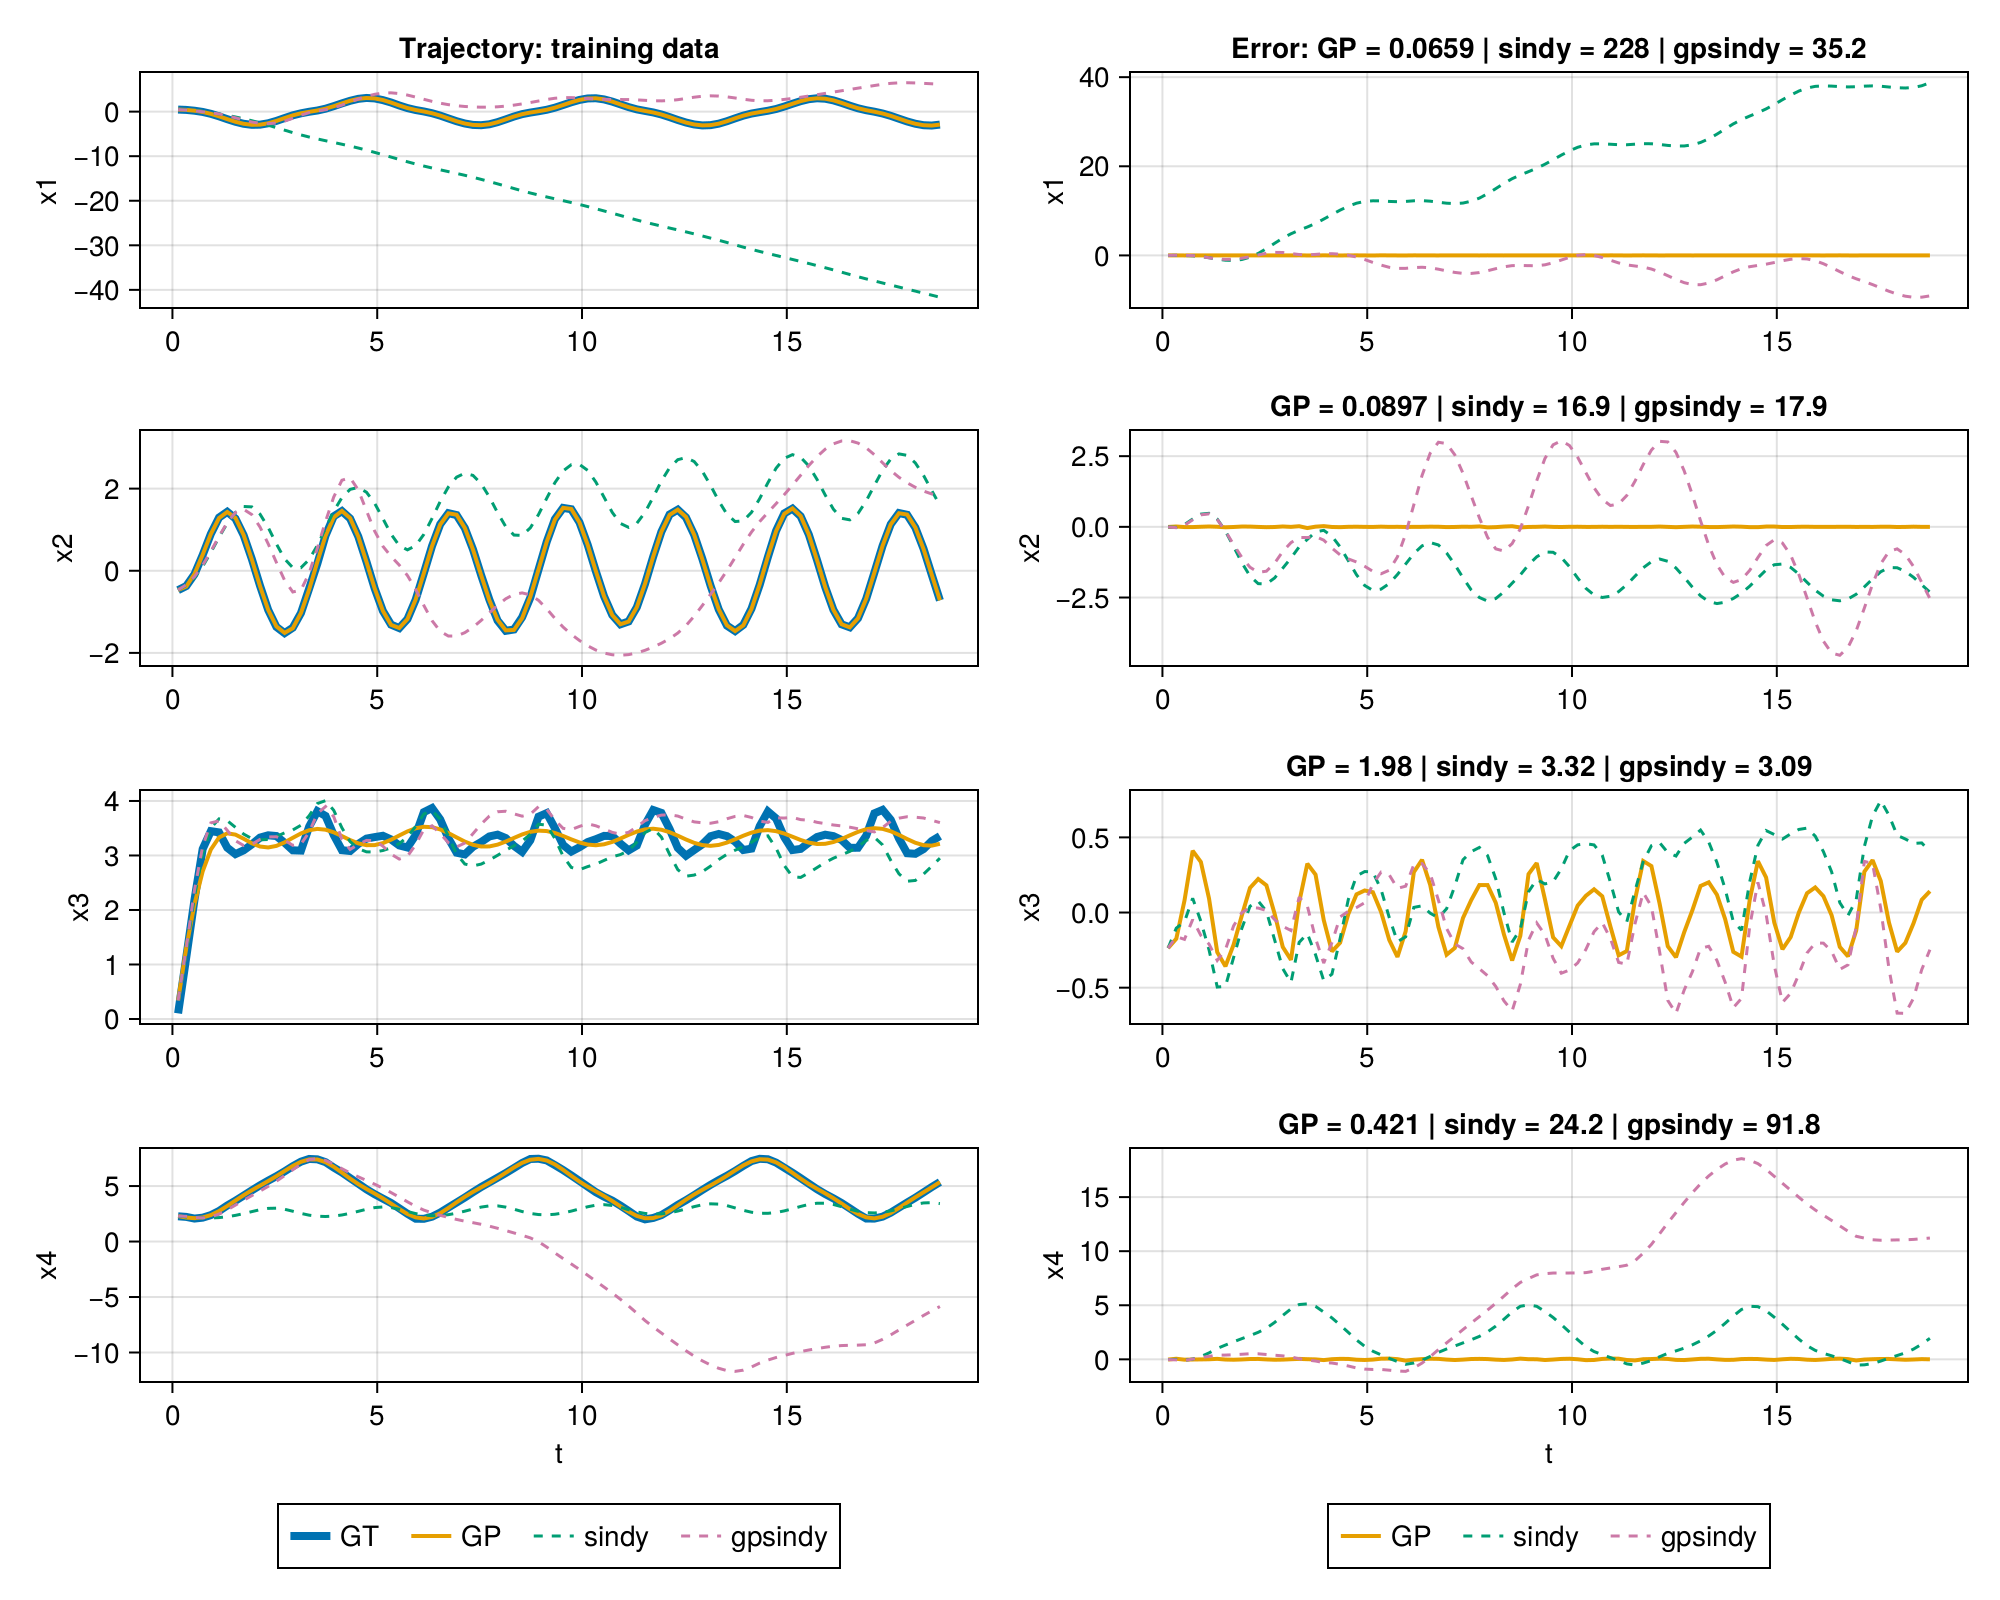 Trajectory: training data
Error: GP = 0.0659 | sindy = 228 | gpsindy = 35.2
x1
0
−10
−20
−30
−40
0 5 10 15
x1
40
20
0
0 5 10 15
GP = 0.0897 | sindy = 16.9 | gpsindy = 17.9
x2
2
0
−2
0 5 10 15
x2
2.5
0.0
−2.5
0 5 10 15
GP = 1.98 | sindy = 3.32 | gpsindy = 3.09
x3
4
3
2
1
0
0 5 10 15
x3
0.5
0.0
−0.5
0 5 10 15
GP = 0.421 | sindy = 24.2 | gpsindy = 91.8
x4
5
0
−5
−10
0 5 10 15
t
x4
15
10
5
0
0 5 10 15
t
GT GP sindy gpsindy
GP sindy gpsindy